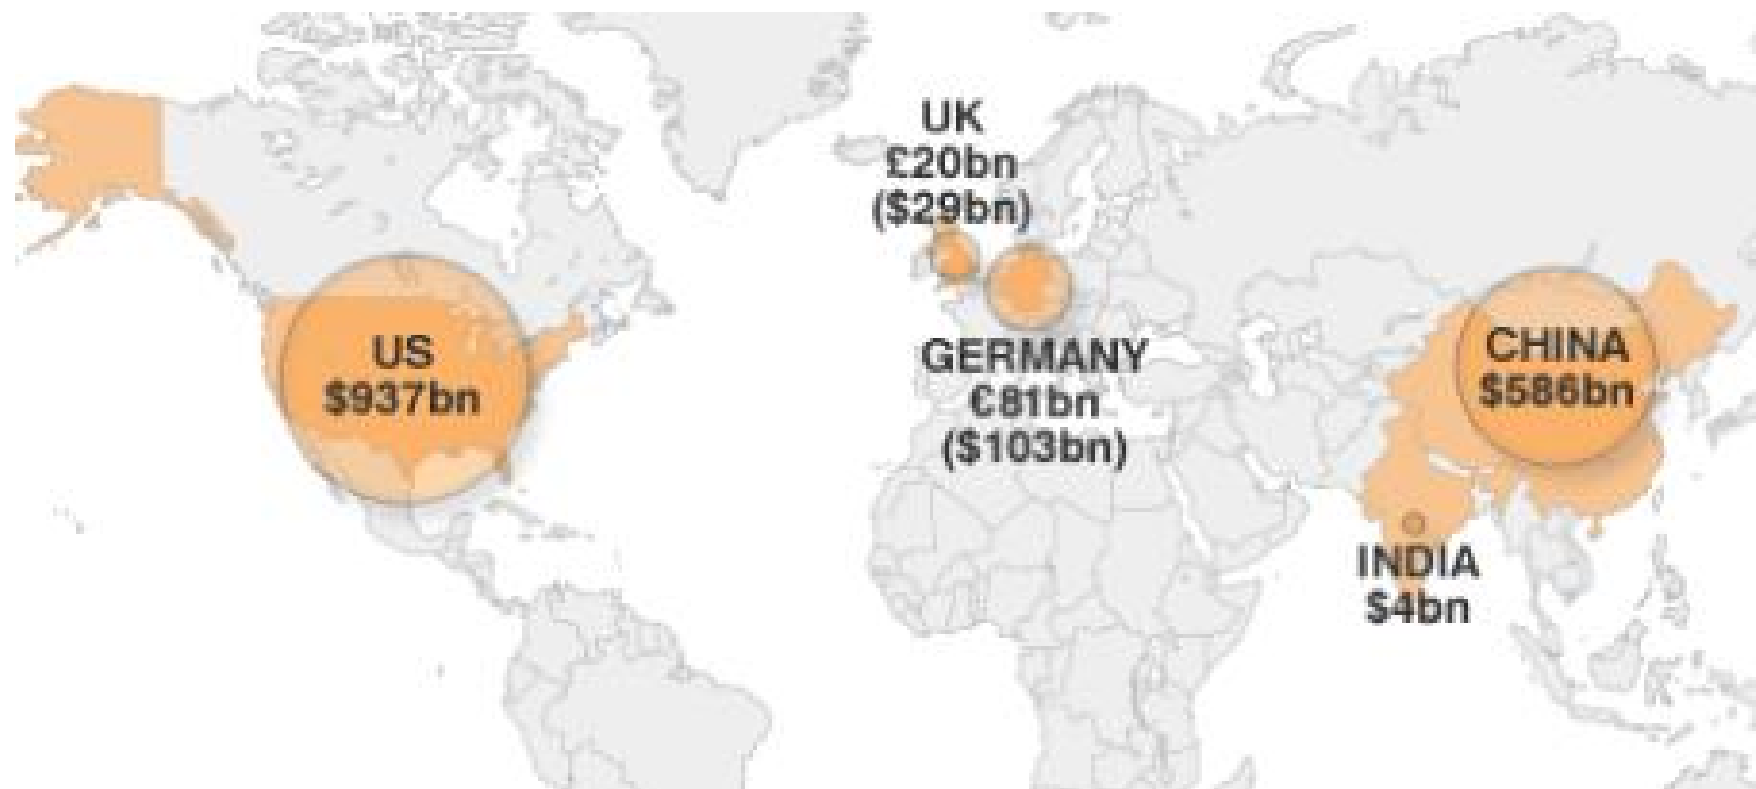 UK
£20bn
($29bn)
US
$937bn
GERMANY
€81bn
($103bn)
CHINA
$586bn
INDIA
$4bn